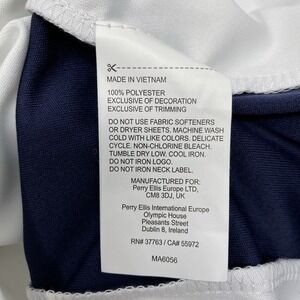 MADE IN VIETNAM
100% POLYESTER
EXCLUSIVE OF DECORATION
EXCLUSIVE OF TRIMMING
DO NOT USE FABRIC SOFTENERS
OR DRYER SHEETS. MACHINE WASH
COLD WITH LIKE COLORS. DELICATE
CYCLE. NON-CHLORINE BLEACH.
TUMBLE DRY LOW. COOL IRON.
DO NOT IRON LOGO.
DO NOT IRON NECK LABEL.
MANUFACTURED FOR:
Perry Ellis Europe LTD,
CM8 3DJ, UK
Perry Ellis International Europe
Olympic House
Pleasants Street
Dublin 8, Ireland
RN# 37763 / CA# 55972
MA6056